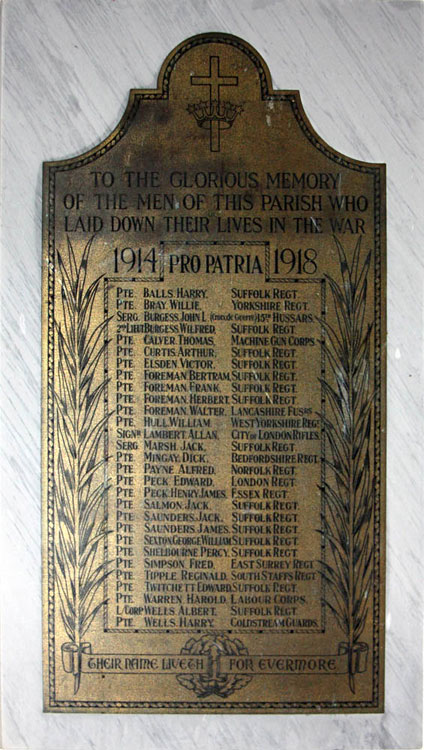 TO THE GLORIOUS MEMORY
OF THE MEN OF THIS PARISH WHO
LAID DOWN THEIR LIVES IN THE WAR
1914 PRO PATRIA 1918
PTE. BALLS, HARRY, SUFFOLK REGT.
PTE. BRAY, WILLIE, YORKSHIRE REGT.
SERG. BURGESS, JOHN L (Croix de Guerre) 15TH HUSSARS.
2ND LIEUT BURGESS, WILFRED, SUFFOLK REGT.
PTE. CALVER, THOMAS, MACHINE GUN CORPS.
PTE. CURTIS, ARTHUR, SUFFOLK REGT.
PTE. ELSDEN, VICTOR, SUFFOLK REGT.
PTE. FOREMAN, BERTRAM, SUFFOLK REGT.
PTE. FOREMAN, FRANK, SUFFOLK REGT.
PTE. FOREMAN, HERBERT, SUFFOLK REGT.
PTE. FOREMAN, WALTER, LANCASHIRE FUSRS
PTE. HULL, WILLIAM WEST YORKSHIRE REGT.
SIGNR LAMBERT, ALLAN, CITY OF LONDON RIFLES.
SERG. MARSH, JACK, SUFFOLK REGT.
PTE. MINGAY, DICK, BEDFORDSHIRE REGT.
PTE. PAYNE ALFRED, NORFOLK REGT.
PTE. PECK, EDWARD, LONDON REGT.
PTE. PECK, HENRY JAMES, ESSEX REGT.
PTE. SALMON, JACK, SUFFOLK REGT.
PTE. SAUNDERS, JACK, SUFFOLK REGT.
PTE. SAUNDERS, JAMES, SUFFOLK REGT.
PTE. SEXTON, GEORGE WILLIAM, SUFFOLK REGT.
PTE. SHELBOURNE, PERCY, SUFFOLK REGT.
PTE. SIMPSON, FRED, EAST SURREY REGT.
PTE. TIPPLE, REGINALD, SOUTH STAFFS REGT.
PTE. TWITCHETT, EDWARD, SUFFOLK REGT.
PTE. WARREN, HAROLD, LABOUR CORPS.
L/CORP WELLS, ALBERT, SUFFOLK REGT.
PTE. WELLS, HARRY, COLDSTREAM GUARDS.
THEIR NAME LIVETH FOR EVERMORE